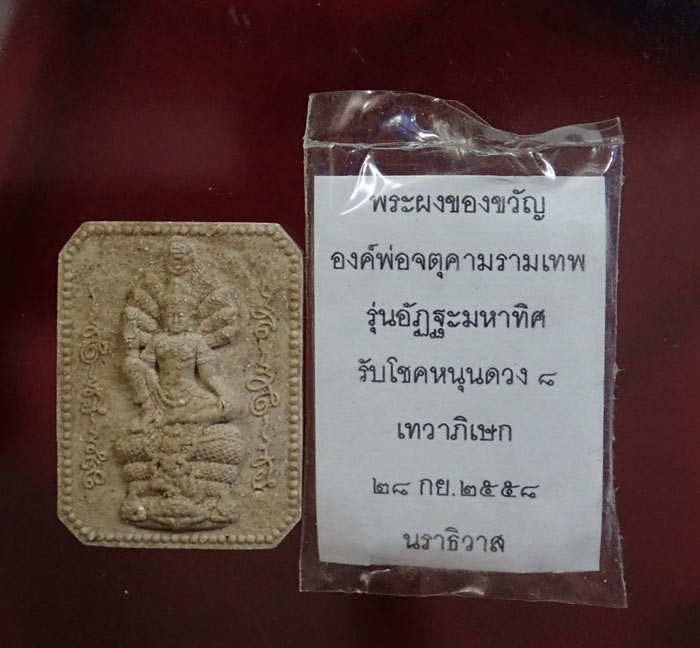 พระผงของขวัญ
องค์พ่อจตุคามรามเทพ
รุ่นอัฏฐะมหาทิศ
รับโชคหนุนดวง ๘
เทวาภิเษก
๒๘ กย.๒๕๕๘
นราธิวาส